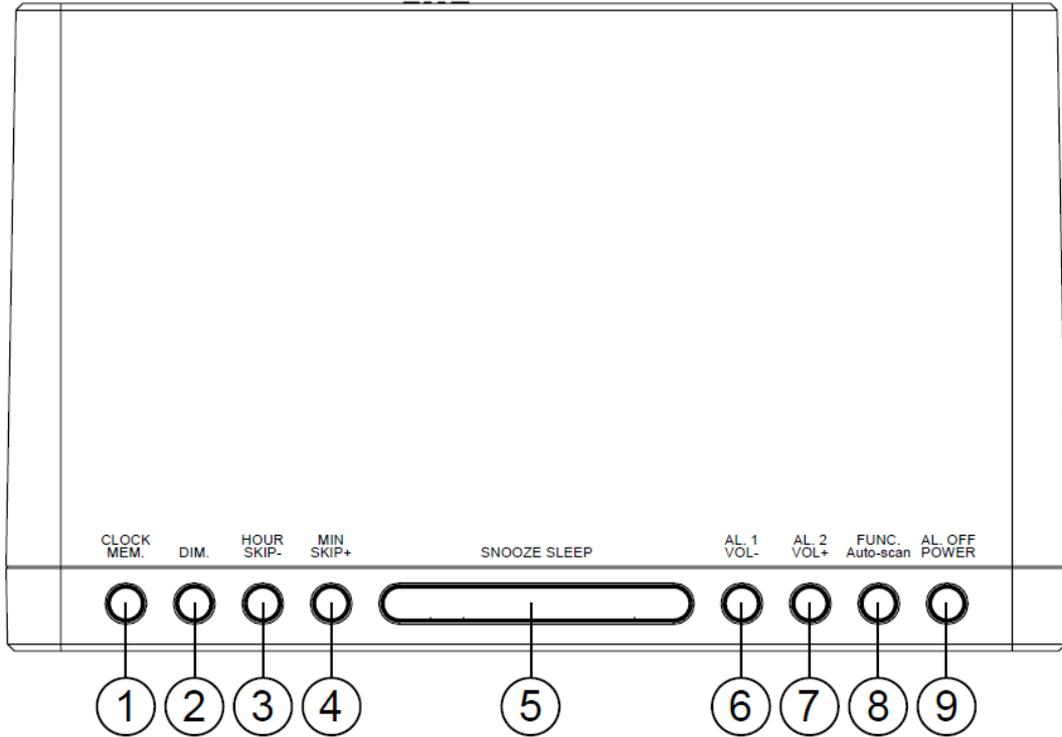 CLOCK
MEM.
DIM.
HOUR
SKIP-
MIN
SKIP+
SNOOZE SLEEP
AL. 1
VOL-
AL. 2
VOL+
FUNC.
Auto-scan
AL. OFF
POWER
1 2 3 4 5 6 7 8 9